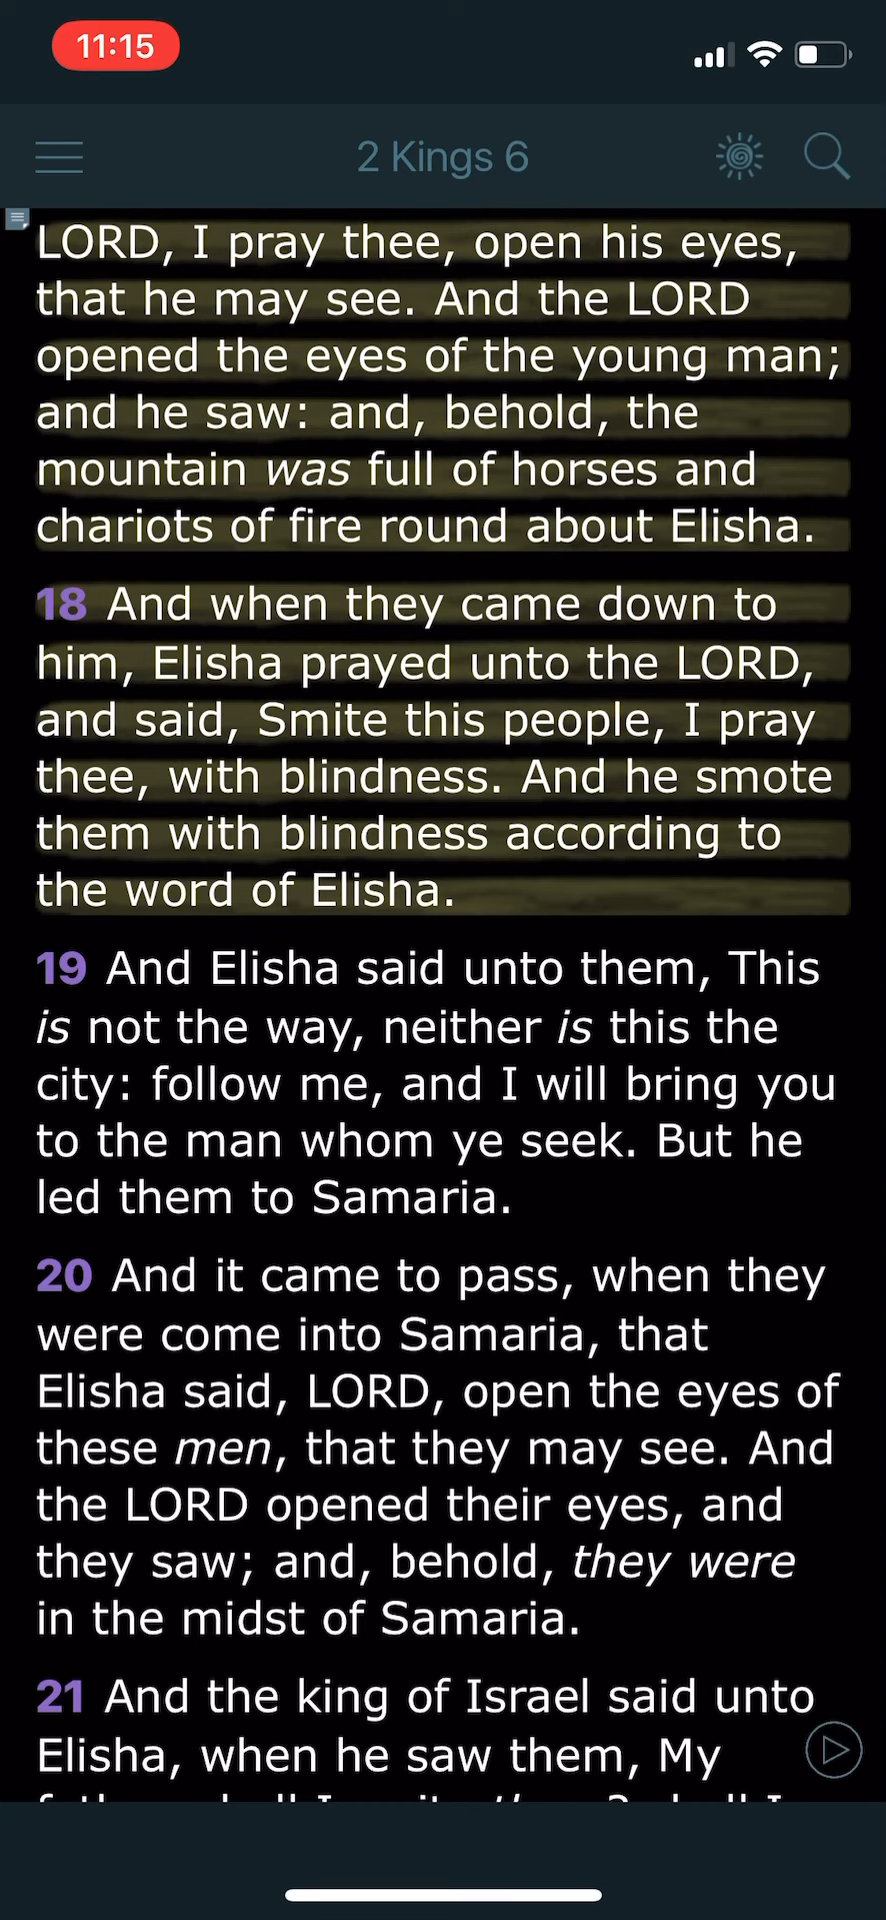 11:15
2 Kings 6
LORD, I pray thee, open his eyes,
that he may see. And the LORD
opened the eyes of the young man;
and he saw: and, behold, the
mountain was full of horses and
chariots of fire round about Elisha.
18 And when they came down to
him, Elisha prayed unto the LORD,
and said, Smite this people, I pray
thee, with blindness. And he smote
them with blindness according to
the word of Elisha.
19 And Elisha said unto them, This
is not the way, neither is this the
city: follow me, and I will bring you
to the man whom ye seek. But he
led them to Samaria.
20 And it came to pass, when they
were come into Samaria, that
Elisha said, LORD, open the eyes of
these men, that they may see. And
the LORD opened their eyes, and
they saw; and, behold, they were
in the midst of Samaria.
21 And the king of Israel said unto
Elisha, when he saw them, My